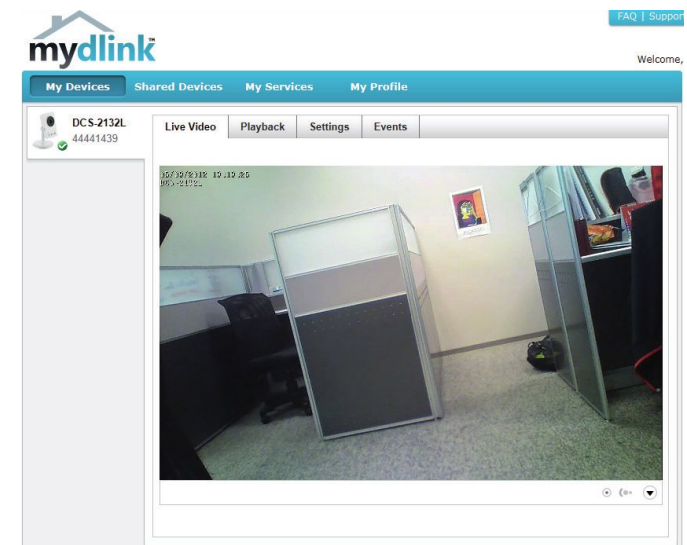 FAQ | Suppor
mydlink™
Welcome,
My Devices Shared Devices My Services My Profile
DCS-2132L
44441439
Live Video Playback Settings Events